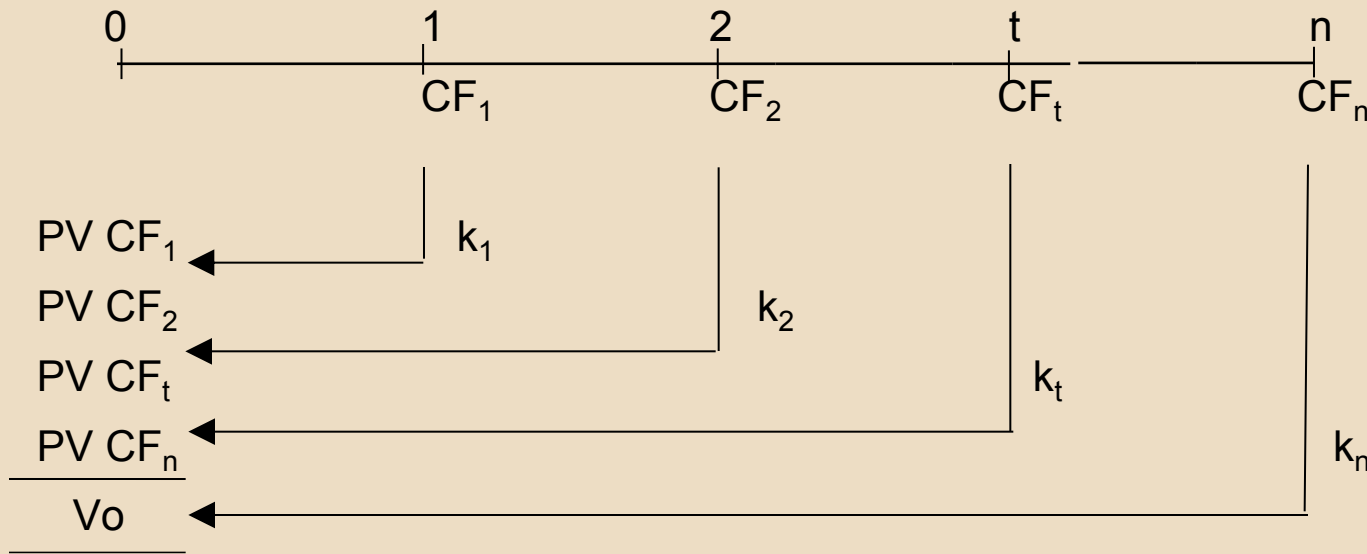 0 1 2 t n
CF₁ CF₂ CFₜ CFₙ
PV CF₁ k₁
PV CF₂ k₂
PV CFₜ kₜ
PV CFₙ kₙ
Vo